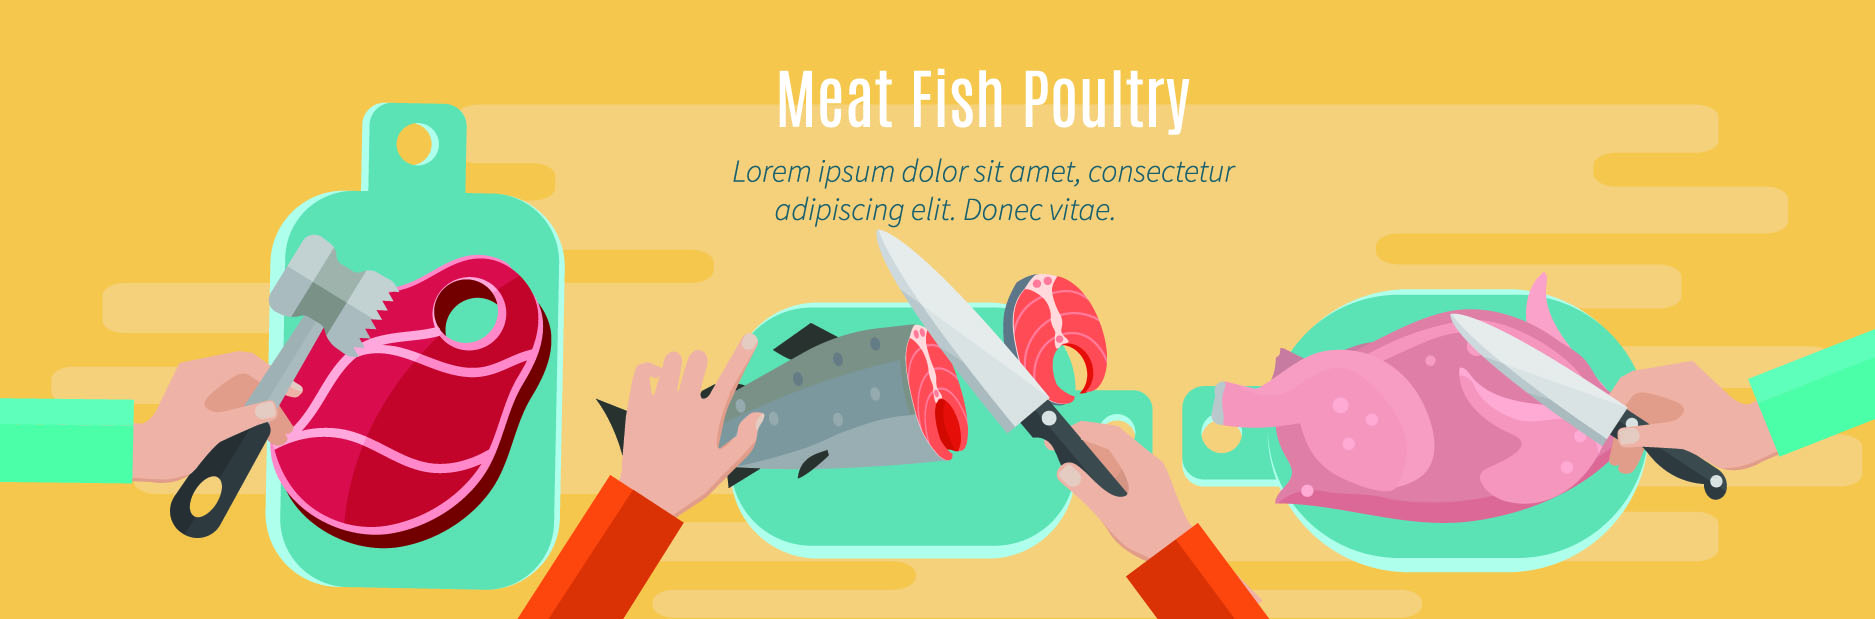 Meat Fish Poultry
Lorem ipsum dolor sit amet, consectetur
adipiscing elit. Donec vitae.